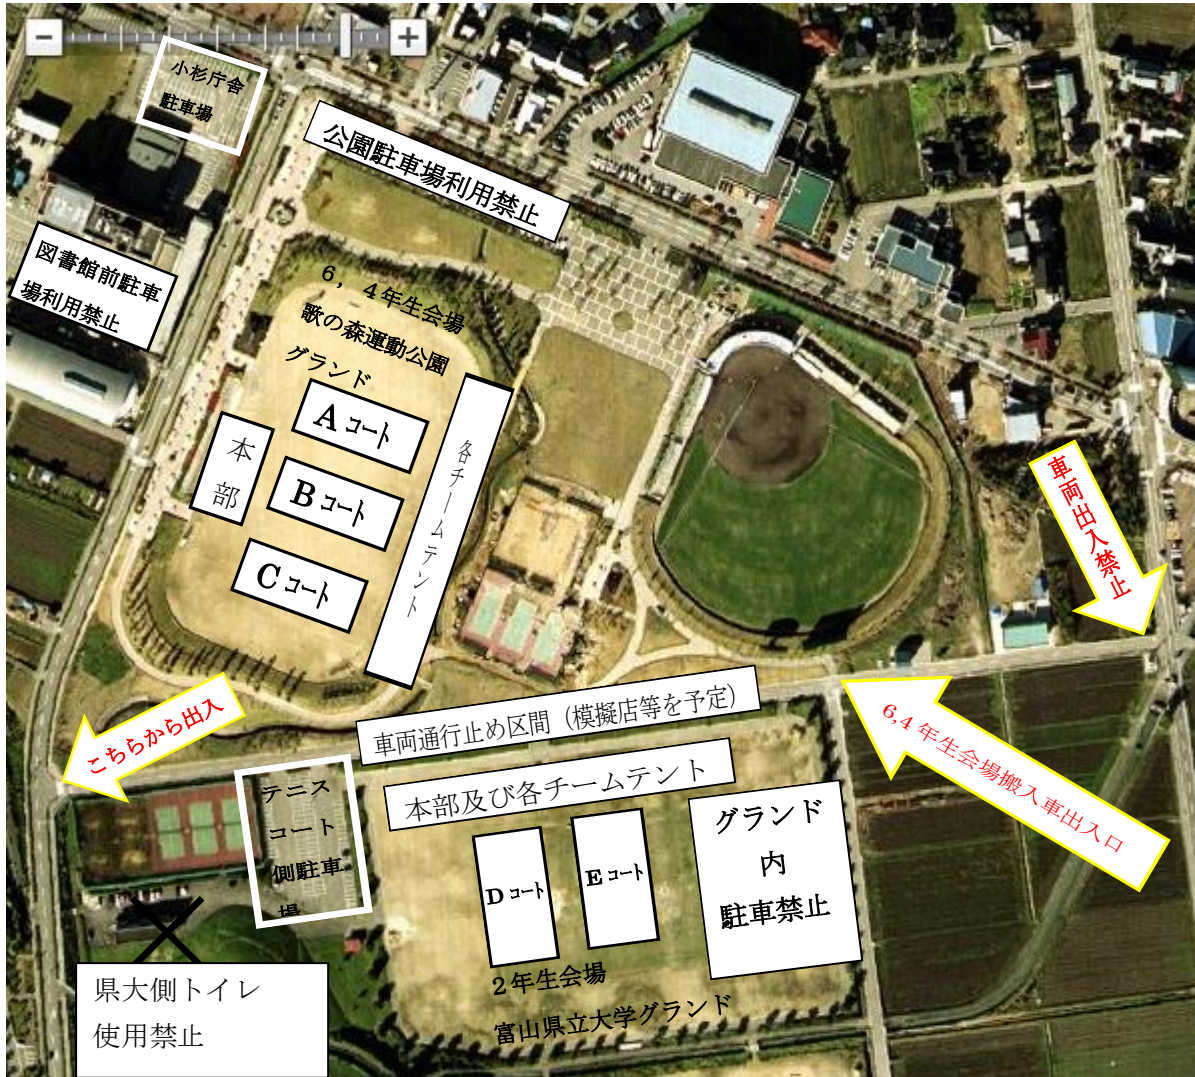 小杉庁舎
駐車場
公園駐車場利用禁止
図書館前駐車
場利用禁止
6，4年生会場
歌の森運動公園
グランド
Aコート
本部
Bコート
Cコート
各チームテント
車両出入禁止
こちらから出入
車両通行止め区間（模擬店等を予定）
6,4年生会場搬入車出入口
テニス
コート
側駐車
場
本部及び各チームテント
グランド
内
駐車禁止
Dコート
Eコート
2年生会場
富山県立大学グランド
県大側トイレ
使用禁止